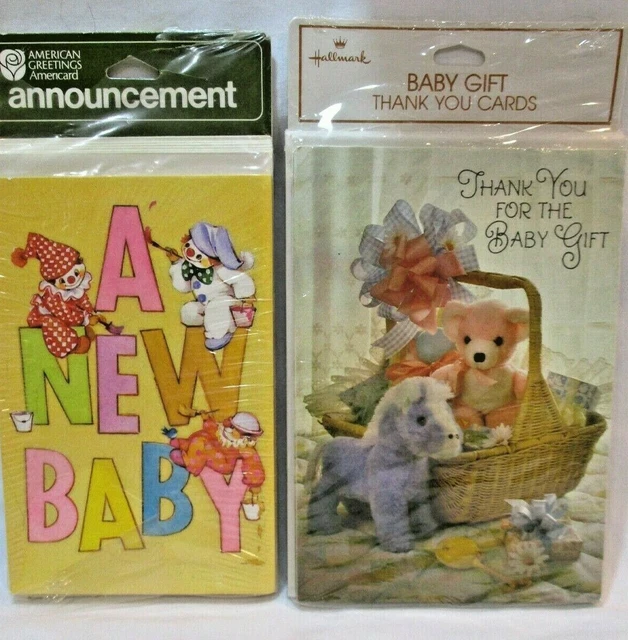 AMERICAN
GREETINGS
Amencard
announcement
A
NEW
BABY
Hallmark
BABY GIFT
THANK YOU CARDS
THANK YOU
FOR THE
BABY GIFT